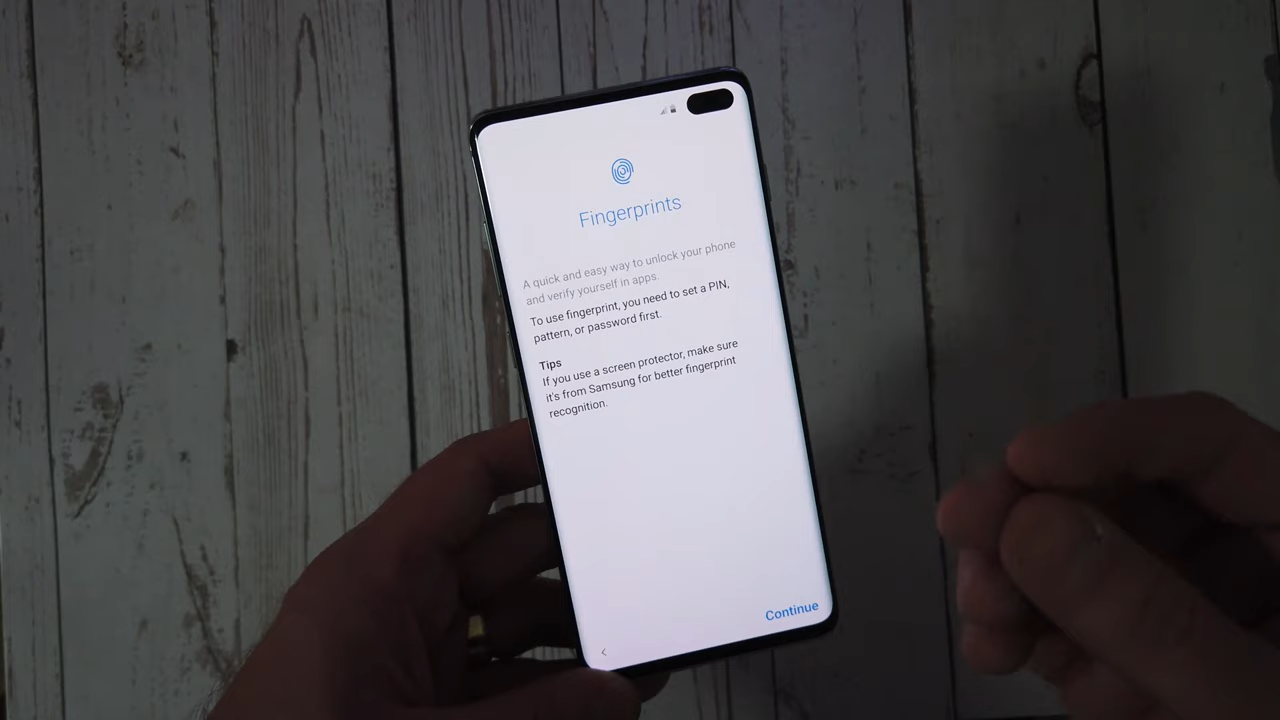 Fingerprints
A quick and easy way to unlock your phone
and verify yourself in apps.
To use fingerprint, you need to set a PIN,
pattern, or password first.
Tips
If you use a screen protector, make sure
it's from Samsung for better fingerprint
recognition.
Continue